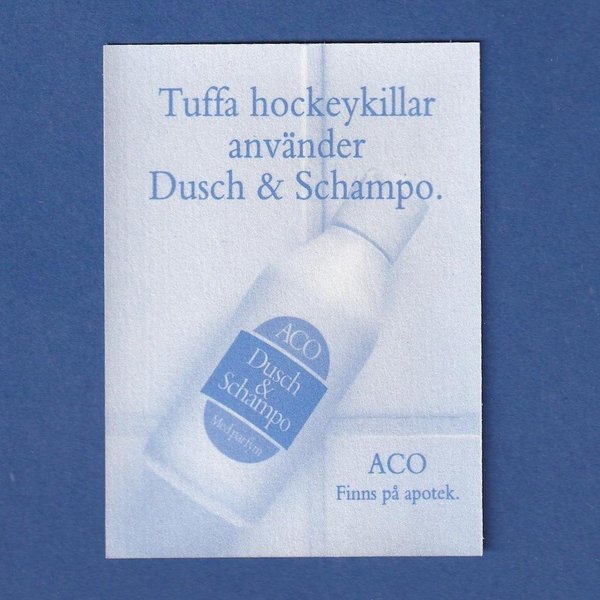 Tuffa hockeykillar
använder
Dusch & Schampo.
ACO
Dusch
&
Schampo
Med parfym
ACO
Finns på apotek.